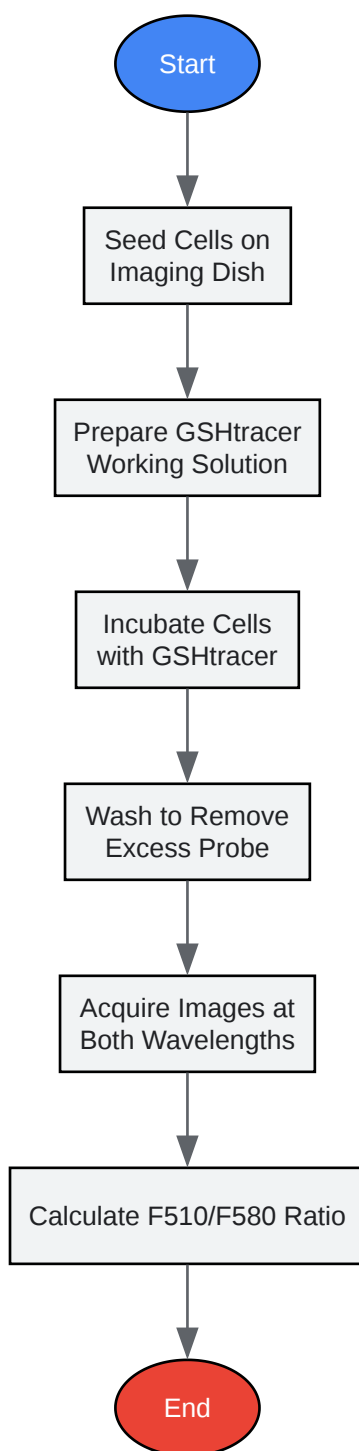 Start
Seed Cells on
Imaging Dish
Prepare GSHtracer
Working Solution
Incubate Cells
with GSHtracer
Wash to Remove
Excess Probe
Acquire Images at
Both Wavelengths
Calculate F510/F580 Ratio
End